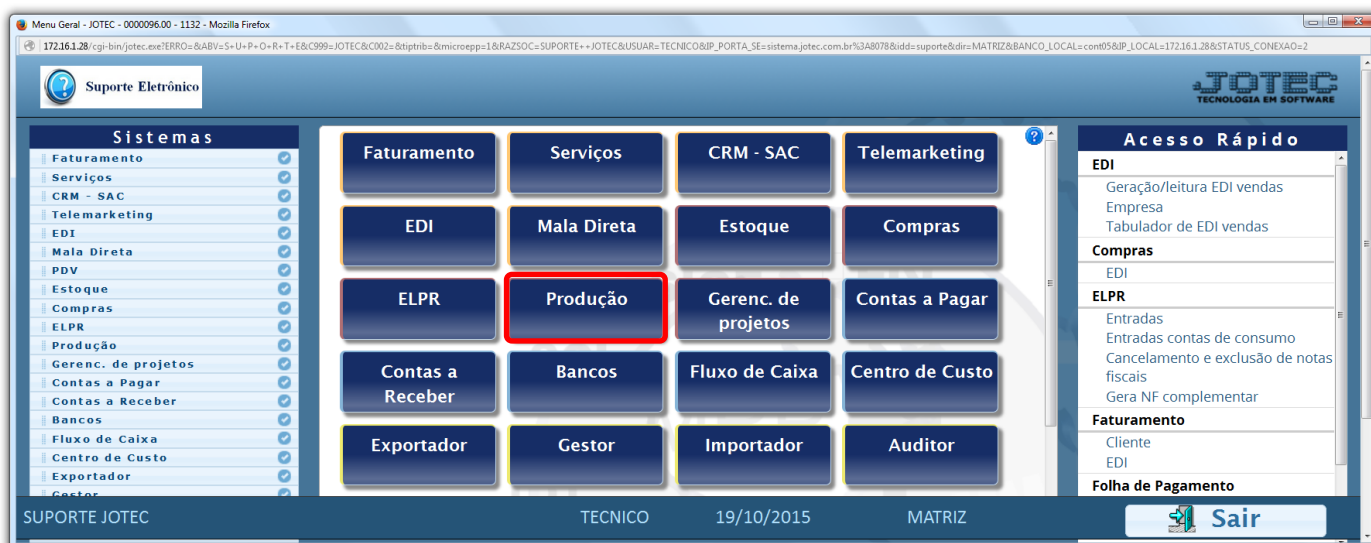 Menu Geral - JOTEC - 0000096.00 - 1132 - Mozilla Firefox
172.16.1.28/cgi-bin/jotec.exe?ERRO=&ABV=S+U+P+O+R+T+E&C999=JOTEC&C002=&tiptrib=&microepp=1&RAZSOC=SUPORTE++JOTEC&USUAR=TECNICO&IP_PORTA_SE=sistema.jotec.com.br%3A8078&idd=suporte&dir=MATRIZ&BANCO_LOCAL=cont05&IP_LOCAL=172.16.1.28&STATUS_CONEXAO=2
Suporte Eletrônico
JOTEC
TECNOLOGIA EM SOFTWARE
Sistemas
Faturamento
Serviços
CRM - SAC
Telemarketing
EDI
Mala Direta
PDV
Estoque
Compras
ELPR
Produção
Gerenc. de projetos
Contas a Pagar
Contas a Receber
Bancos
Fluxo de Caixa
Centro de Custo
Exportador
Gestor
Faturamento
Serviços
CRM - SAC
Telemarketing
EDI
Mala Direta
Estoque
Compras
ELPR
Produção
Gerenc. de
projetos
Contas a Pagar
Contas a
Receber
Bancos
Fluxo de Caixa
Centro de Custo
Exportador
Gestor
Importador
Auditor
Acesso Rápido
EDI
Geração/leitura EDI vendas
Empresa
Tabulador de EDI vendas
Compras
EDI
ELPR
Entradas
Entradas contas de consumo
Cancelamento e exclusão de notas
fiscais
Gera NF complementar
Faturamento
Cliente
EDI
Folha de Pagamento
SUPORTE JOTEC
TECNICO
19/10/2015
MATRIZ
Sair